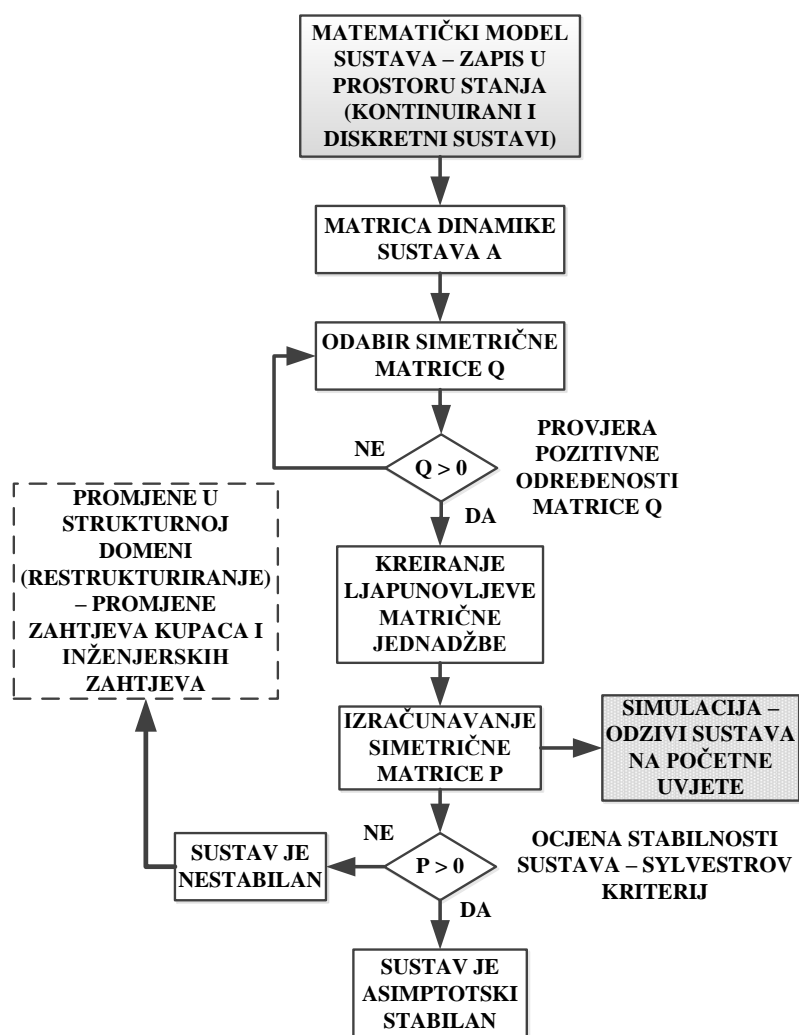 MATEMATIČKI MODEL
SUSTAVA – ZAPIS U
PROSTORU STANJA
(KONTINUIRANI I
DISKRETNI SUSTAVI)
MATRICA DINAMIKE
SUSTAVA A
ODABIR SIMETRIČNE
MATRICE Q
NE
Q > 0
PROVJERA
POZITIVNE
ODREĐENOSTI
MATRICE Q
DA
PROMJENE U
STRUKTURNOJ
DOMENI
(RESTRUKTURIRANJE)
– PROMJENE
ZAHTJEVA KUPACA I
INŽENJERSKIH
ZAHTJEVA
KREIRANJE
LJAPUNOVLJEVE
MATRIČNE
JEDNADŽBE
IZRAČUNAVANJE
SIMETRIČNE
MATRICE P
SIMULACIJA –
ODZIVI SUSTAVA
NA POČETNE
UVJETE
NE
P > 0
OCJENA STABILNOSTI
SUSTAVA – SYLVESTROV
KRITERIJ
SUSTAV JE
NESTABILAN
DA
SUSTAV JE
ASIMPTOTSKI
STABILAN